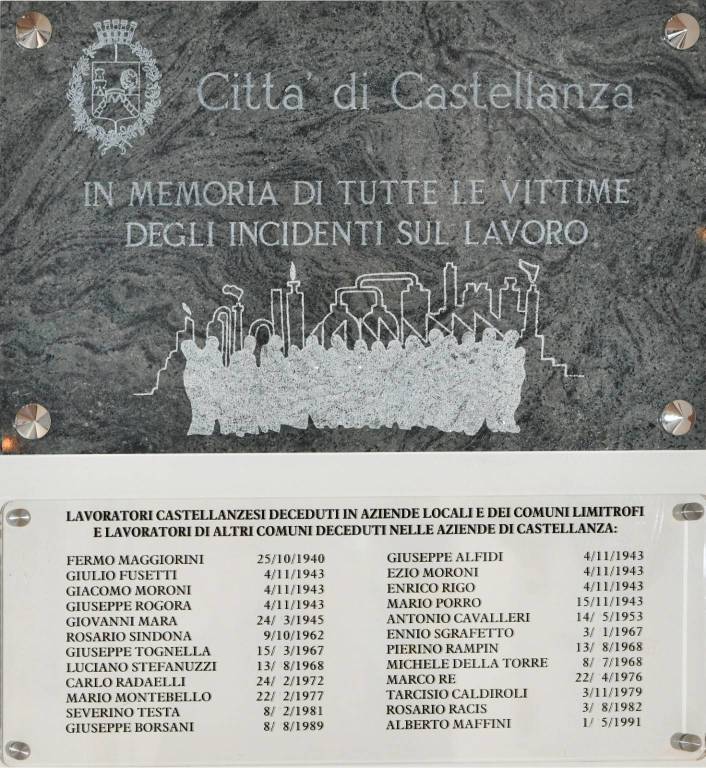 Citta' di Castellanza
IN MEMORIA DI TUTTE LE VITTIME
DEGLI INCIDENTI SUL LAVORO
LAVORATORI CASTELLANZESI DECEDUTI IN AZIENDE LOCALI E DEI COMUNI LIMITROFI
E LAVORATORI DI ALTRI COMUNI DECEDUTI NELLE AZIENDE DI CASTELLANZA:
FERMO MAGGIORINI 25/10/1940
GIULIO FUSETTI 4/11/1943
GIACOMO MORONI 4/11/1943
GIUSEPPE ROGORA 4/11/1943
GIOVANNI MARA 24/ 3/1945
ROSARIO SINDONA 9/10/1962
GIUSEPPE TOGNELLA 15/ 3/1967
LUCIANO STEFANUZZI 13/ 8/1968
CARLO RADAELLI 24/ 2/1972
MARIO MONTEBELLO 22/ 2/1977
SEVERINO TESTA 8/ 2/1981
GIUSEPPE BORSANI 8/ 8/1989
GIUSEPPE ALFIDI 4/11/1943
EZIO MORONI 4/11/1943
ENRICO RIGO 4/11/1943
MARIO PORRO 15/11/1943
ANTONIO CAVALLERI 14/ 5/1953
ENNIO SGRAFETTO 3/ 1/1967
PIERINO RAMPIN 13/ 8/1968
MICHELE DELLA TORRE 8/ 7/1968
MARCO RE 22/ 4/1976
TARCISIO CALDIROLI 3/11/1979
ROSARIO RACIS 3/ 8/1982
ALBERTO MAFFINI 1/ 5/1991